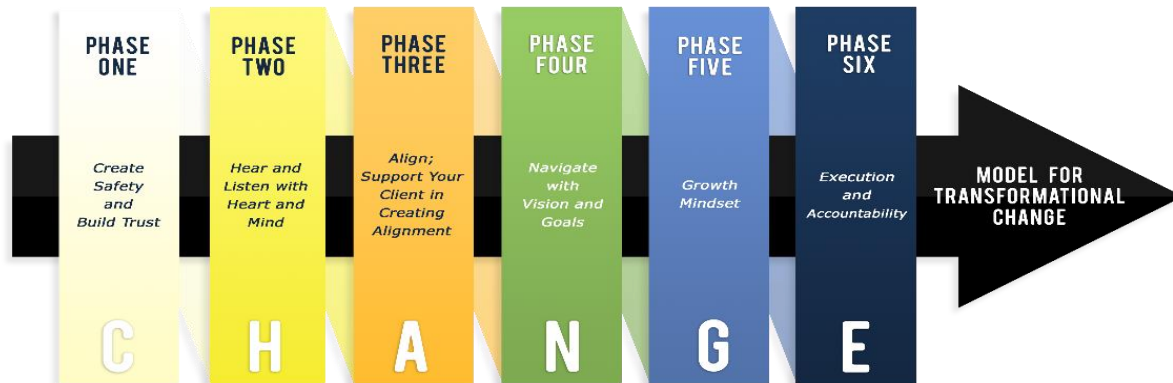 PHASE
ONE
Create
Safety
and
Build Trust
C
PHASE
TWO
Hear and
Listen with
Heart and
Mind
H
PHASE
THREE
Align;
Support Your
Client in
Creating
Alignment
A
PHASE
FOUR
Navigate
with
Vision and
Goals
N
PHASE
FIVE
Growth
Mindset
G
PHASE
SIX
Execution
and
Accountability
E
MODEL FOR
TRANSFORMATIONAL
CHANGE